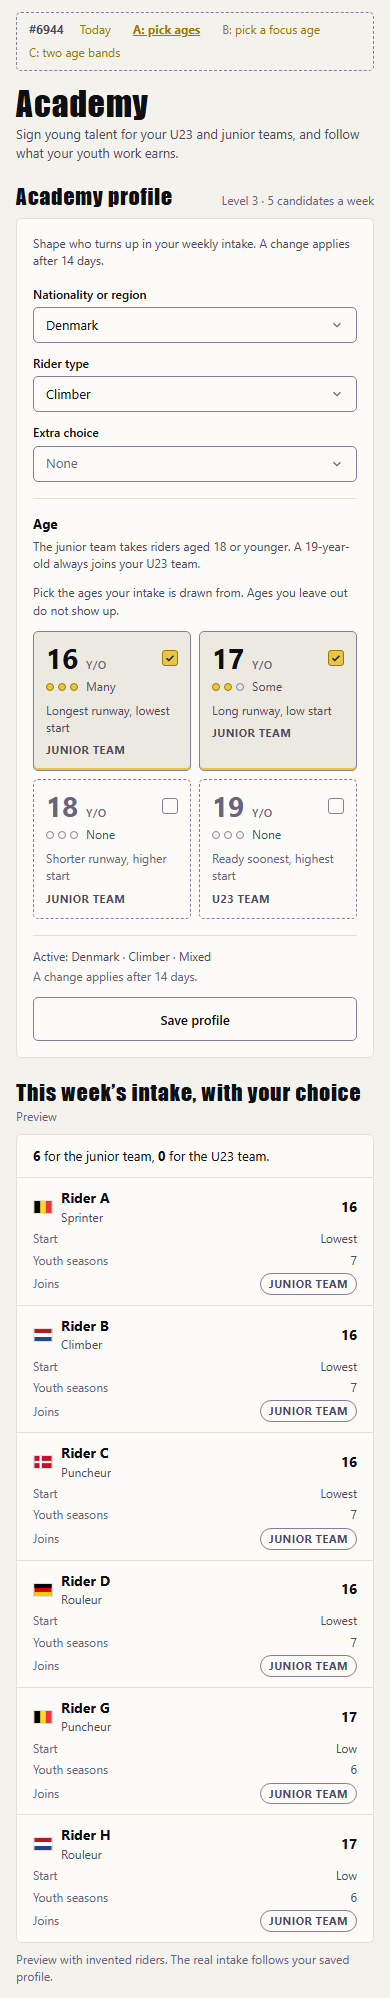 #6944 Today A: pick ages B: pick a focus age
C: two age bands
Academy
Sign young talent for your U23 and junior teams, and follow
what your youth work earns.
Academy profile Level 3 · 5 candidates a week
Shape who turns up in your weekly intake. A change applies
after 14 days.
Nationality or region
Denmark
Rider type
Climber
Extra choice
None
Age
The junior team takes riders aged 18 or younger. A 19-year-
old always joins your U23 team.
Pick the ages your intake is drawn from. Ages you leave out
do not show up.
16 Y/O
Many
Longest runway, lowest
start
JUNIOR TEAM
17 Y/O
Some
Long runway, low start
JUNIOR TEAM
18 Y/O
None
Shorter runway, higher
start
JUNIOR TEAM
19 Y/O
None
Ready soonest, highest
start
U23 TEAM
Active: Denmark · Climber · Mixed
A change applies after 14 days.
Save profile
This week's intake, with your choice
Preview
6 for the junior team, 0 for the U23 team.
Rider A 16
Sprinter
Start Lowest
Youth seasons 7
Joins JUNIOR TEAM
Rider B 16
Climber
Start Lowest
Youth seasons 7
Joins JUNIOR TEAM
Rider C 16
Puncheur
Start Lowest
Youth seasons 7
Joins JUNIOR TEAM
Rider D 16
Rouleur
Start Lowest
Youth seasons 7
Joins JUNIOR TEAM
Rider G 17
Puncheur
Start Low
Youth seasons 6
Joins JUNIOR TEAM
Rider H 17
Rouleur
Start Low
Youth seasons 6
Joins JUNIOR TEAM
Preview with invented riders. The real intake follows your saved
profile.